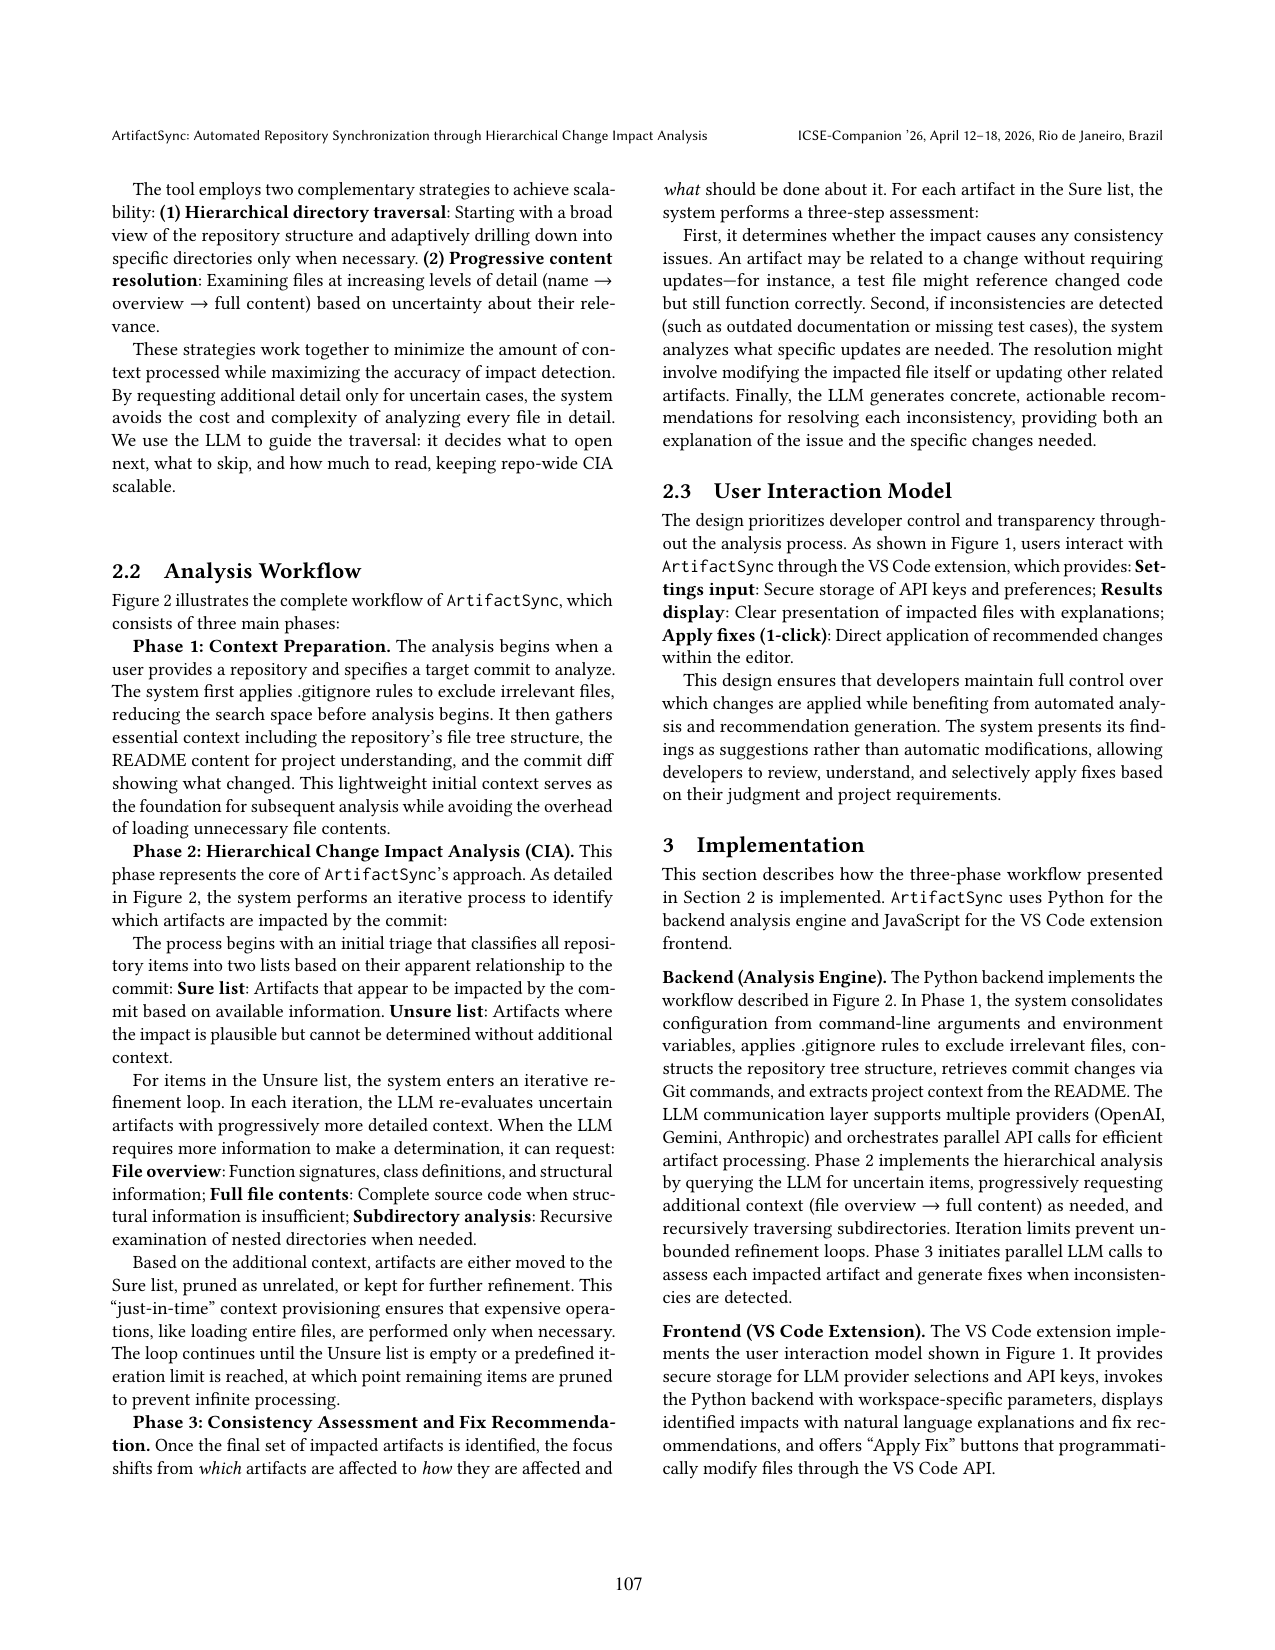 ArtifactSync: Automated Repository Synchronization through Hierarchical Change Impact Analysis
ICSE-Companion ’26, April 12–18, 2026, Rio de Janeiro, Brazil
The tool employs two complementary strategies to achieve scala-
bility: (1) Hierarchical directory traversal: Starting with a broad
view of the repository structure and adaptively drilling down into
specific directories only when necessary. (2) Progressive content
resolution: Examining files at increasing levels of detail (name →
overview → full content) based on uncertainty about their rele-
vance.
These strategies work together to minimize the amount of con-
text processed while maximizing the accuracy of impact detection.
By requesting additional detail only for uncertain cases, the system
avoids the cost and complexity of analyzing every file in detail.
We use the LLM to guide the traversal: it decides what to open
next, what to skip, and how much to read, keeping repo-wide CIA
scalable.
2.2 Analysis Workflow
Figure 2 illustrates the complete workflow of ArtifactSync, which
consists of three main phases:
Phase 1: Context Preparation. The analysis begins when a
user provides a repository and specifies a target commit to analyze.
The system first applies .gitignore rules to exclude irrelevant files,
reducing the search space before analysis begins. It then gathers
essential context including the repository’s file tree structure, the
README content for project understanding, and the commit diff
showing what changed. This lightweight initial context serves as
the foundation for subsequent analysis while avoiding the overhead
of loading unnecessary file contents.
Phase 2: Hierarchical Change Impact Analysis (CIA). This
phase represents the core of ArtifactSync’s approach. As detailed
in Figure 2, the system performs an iterative process to identify
which artifacts are impacted by the commit:
The process begins with an initial triage that classifies all reposi-
tory items into two lists based on their apparent relationship to the
commit: Sure list: Artifacts that appear to be impacted by the com-
mit based on available information. Unsure list: Artifacts where
the impact is plausible but cannot be determined without additional
context.
For items in the Unsure list, the system enters an iterative re-
finement loop. In each iteration, the LLM re-evaluates uncertain
artifacts with progressively more detailed context. When the LLM
requires more information to make a determination, it can request:
File overview: Function signatures, class definitions, and structural
information; Full file contents: Complete source code when struc-
tural information is insufficient; Subdirectory analysis: Recursive
examination of nested directories when needed.
Based on the additional context, artifacts are either moved to the
Sure list, pruned as unrelated, or kept for further refinement. This
“just-in-time” context provisioning ensures that expensive opera-
tions, like loading entire files, are performed only when necessary.
The loop continues until the Unsure list is empty or a predefined it-
eration limit is reached, at which point remaining items are pruned
to prevent infinite processing.
Phase 3: Consistency Assessment and Fix Recommenda-
tion. Once the final set of impacted artifacts is identified, the focus
shifts from which artifacts are affected to how they are affected and
what should be done about it. For each artifact in the Sure list, the
system performs a three-step assessment:
First, it determines whether the impact causes any consistency
issues. An artifact may be related to a change without requiring
updates—for instance, a test file might reference changed code
but still function correctly. Second, if inconsistencies are detected
(such as outdated documentation or missing test cases), the system
analyzes what specific updates are needed. The resolution might
involve modifying the impacted file itself or updating other related
artifacts. Finally, the LLM generates concrete, actionable recom-
mendations for resolving each inconsistency, providing both an
explanation of the issue and the specific changes needed.
2.3 User Interaction Model
The design prioritizes developer control and transparency through-
out the analysis process. As shown in Figure 1, users interact with
ArtifactSync through the VS Code extension, which provides: Set-
tings input: Secure storage of API keys and preferences; Results
display: Clear presentation of impacted files with explanations;
Apply fixes (1-click): Direct application of recommended changes
within the editor.
This design ensures that developers maintain full control over
which changes are applied while benefiting from automated analy-
sis and recommendation generation. The system presents its find-
ings as suggestions rather than automatic modifications, allowing
developers to review, understand, and selectively apply fixes based
on their judgment and project requirements.
3 Implementation
This section describes how the three-phase workflow presented
in Section 2 is implemented. ArtifactSync uses Python for the
backend analysis engine and JavaScript for the VS Code extension
frontend.
Backend (Analysis Engine). The Python backend implements the
workflow described in Figure 2. In Phase 1, the system consolidates
configuration from command-line arguments and environment
variables, applies .gitignore rules to exclude irrelevant files, con-
structs the repository tree structure, retrieves commit changes via
Git commands, and extracts project context from the README. The
LLM communication layer supports multiple providers (OpenAI,
Gemini, Anthropic) and orchestrates parallel API calls for efficient
artifact processing. Phase 2 implements the hierarchical analysis
by querying the LLM for uncertain items, progressively requesting
additional context (file overview → full content) as needed, and
recursively traversing subdirectories. Iteration limits prevent un-
bounded refinement loops. Phase 3 initiates parallel LLM calls to
assess each impacted artifact and generate fixes when inconsisten-
cies are detected.
Frontend (VS Code Extension). The VS Code extension imple-
ments the user interaction model shown in Figure 1. It provides
secure storage for LLM provider selections and API keys, invokes
the Python backend with workspace-specific parameters, displays
identified impacts with natural language explanations and fix rec-
ommendations, and offers “Apply Fix” buttons that programmati-
cally modify files through the VS Code API.
107